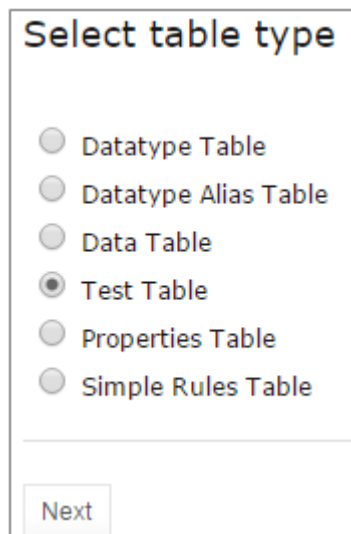 Select table type
Datatype Table
Datatype Alias Table
Data Table
Test Table
Properties Table
Simple Rules Table
Next